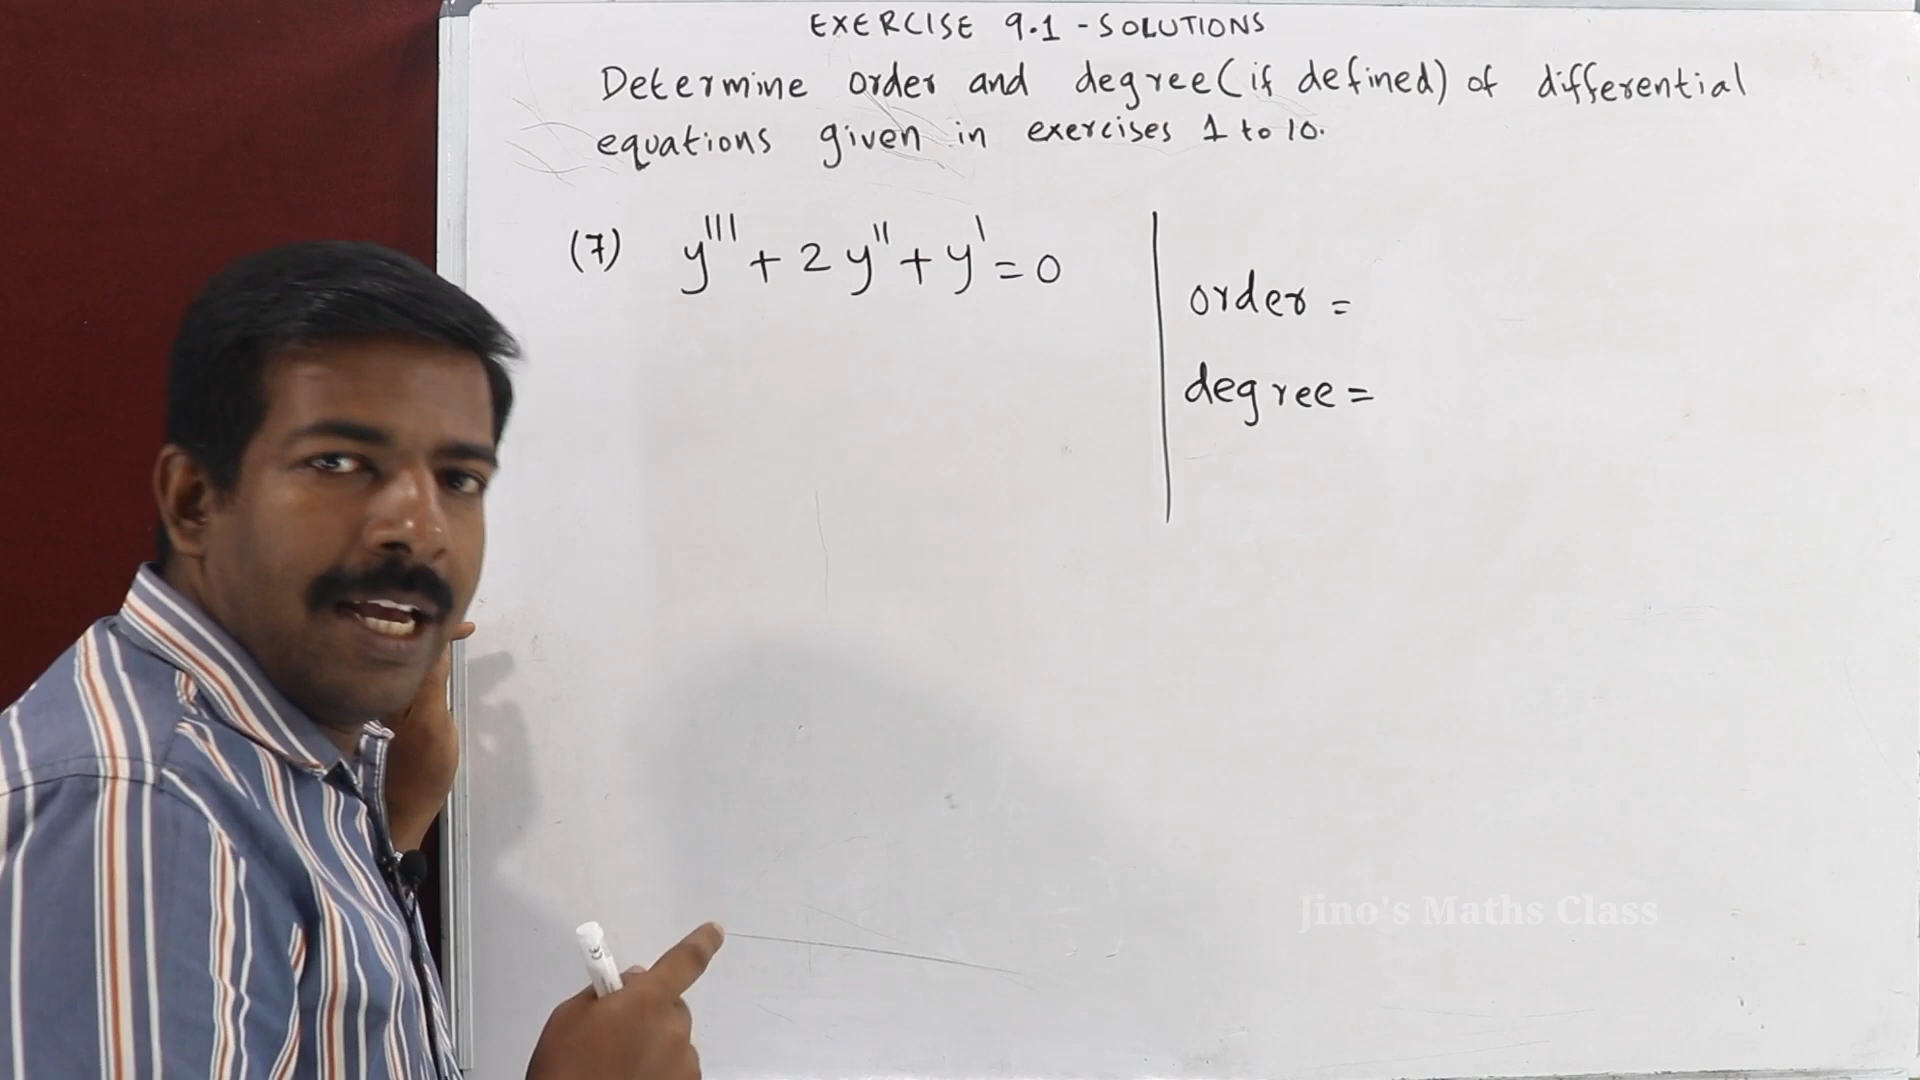 EXERCISE 9.1 - SOLUTIONS
Determine order and degree (if defined) of differential
equations given in exercises 1 to 10.
(7) y''' + 2y'' + y' = 0
order =
degree =
Jino's Maths Class